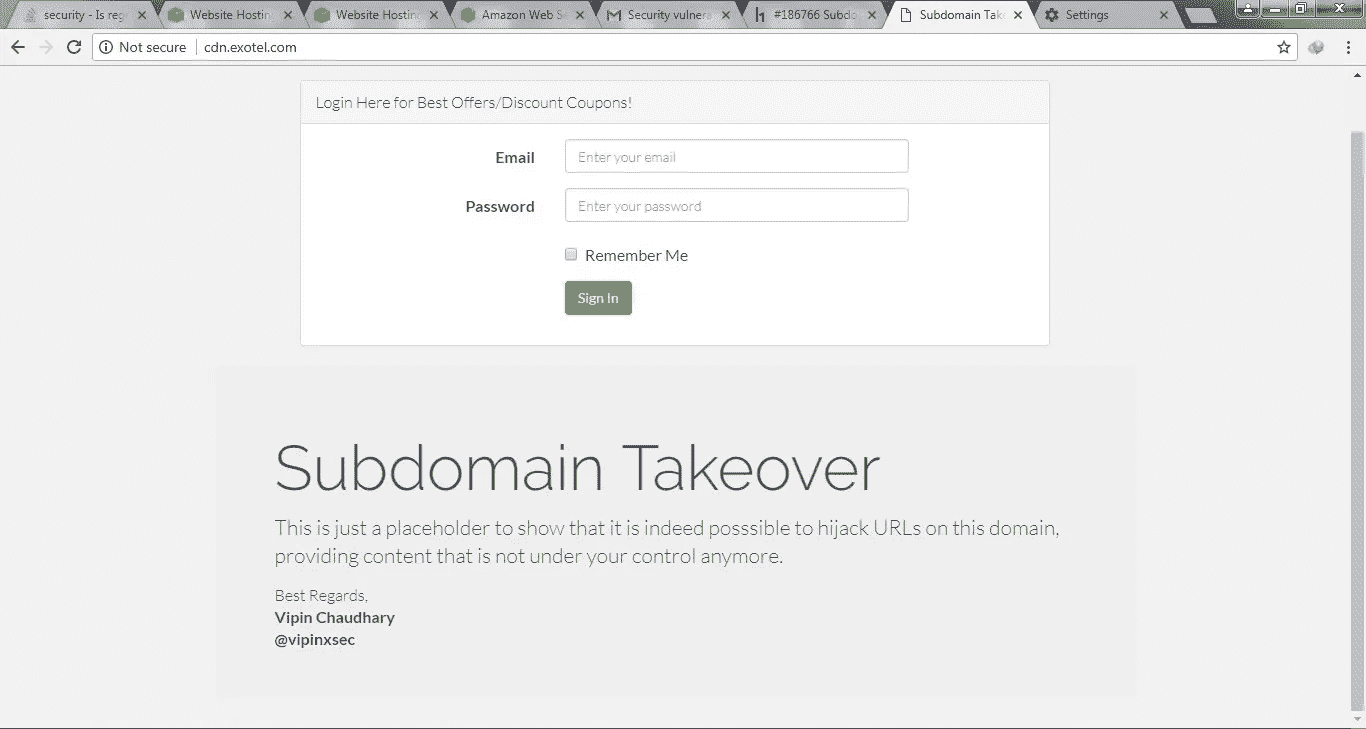 security - Is reg
Website Hosting
Website Hosting
Amazon Web S
Security vulnera
#186766 Subdo
Subdomain Take
Settings
Not secure
cdn.exotel.com
Login Here for Best Offers/Discount Coupons!
Email
Enter your email
Password
Enter your password
Remember Me
Sign In
Subdomain Takeover
This is just a placeholder to show that it is indeed posssible to hijack URLs on this domain,
providing content that is not under your control anymore.
Best Regards,
Vipin Chaudhary
@vipinxsec